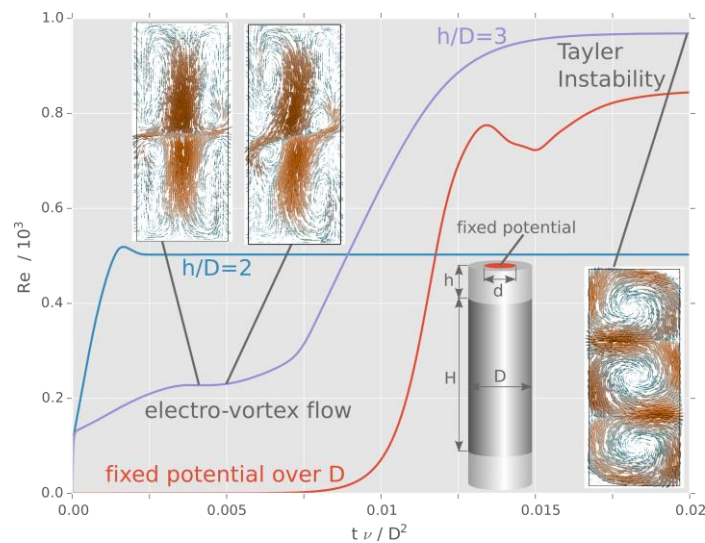 1.0
0.8
0.6
0.4
0.2
0.0
Re / 10³
h/D=3
Tayler
Instability
h/D=2
electro-vortex flow
fixed potential over D
fixed potential
h
d
H
D
0.00
0.005
0.01
0.015
0.02
t ν / D²